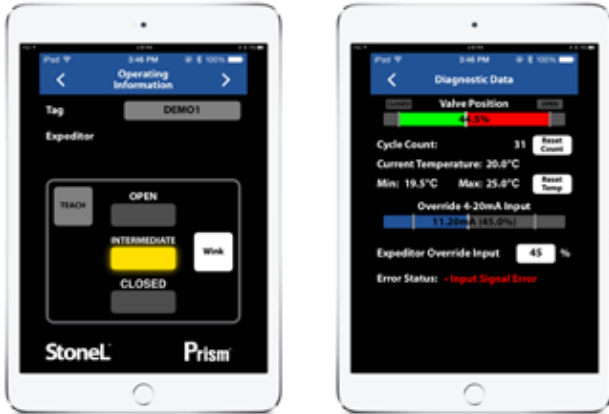 iPad
3:46 PM
100%
Operating
Information
Tag
DEMO1
Expeditor
TEACH
OPEN
INTERMEDIATE
Wink
CLOSED
StoneL
Prism
iPad
3:46 PM
100%
Diagnostic Data
CLOSED
Valve Position
OPEN
44.5%
Cycle Count:
31
Reset
Count
Current Temperature: 20.0°C
Min: 19.5°C
Max: 25.0°C
Reset
Temp
Override 4-20mA Input
11.20mA (45.0%)
Expeditor Override Input
45
%
Error Status:
- Input Signal Error